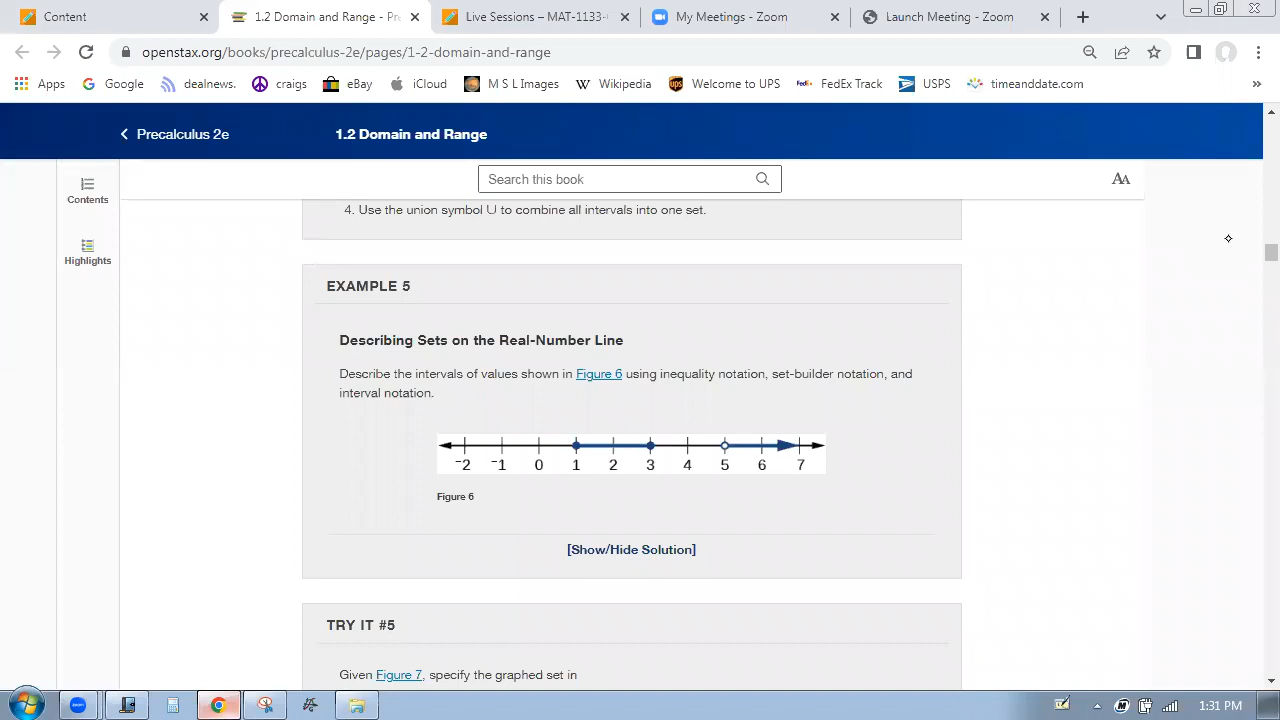 Content
1.2 Domain and Range - Pre
Live Sessions – MAT-1133-
My Meetings - Zoom
Launch Meeting - Zoom
openstax.org/books/precalculus-2e/pages/1-2-domain-and-range
Apps
Google
dealnews.
craigs
eBay
iCloud
M S L Images
Wikipedia
Welcome to UPS
FedEx Track
USPS
timeanddate.com
Precalculus 2e
1.2 Domain and Range
Search this book
AA
Contents
Highlights
4. Use the union symbol ∪ to combine all intervals into one set.
EXAMPLE 5
Describing Sets on the Real-Number Line
Describe the intervals of values shown in Figure 6 using inequality notation, set-builder notation, and
interval notation.
-2 -1 0 1 2 3 4 5 6 7
Figure 6
[Show/Hide Solution]
TRY IT #5
Given Figure 7, specify the graphed set in
zoom
1:31 PM